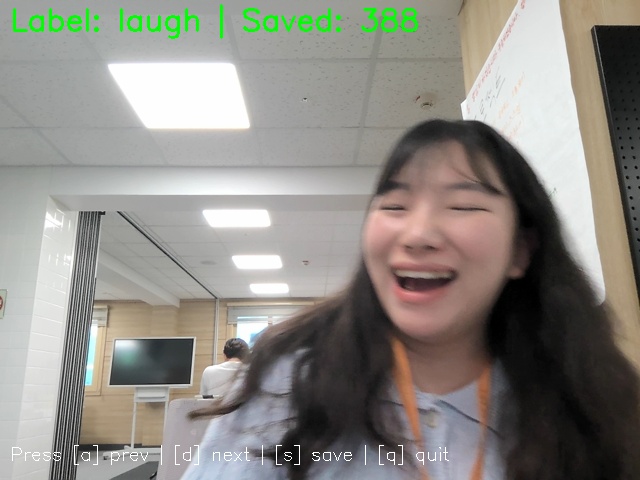 Label: laugh | Saved: 388
Press [a] prev | [d] next | [s] save | [q] quit